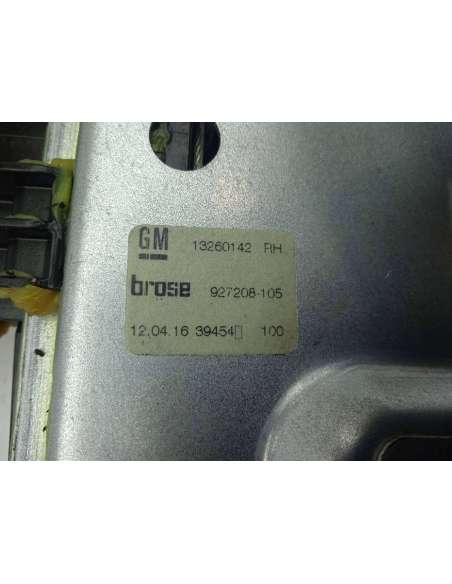 GM 13260142 RH
brose 927208-105
12.04.16 39454▯ 100